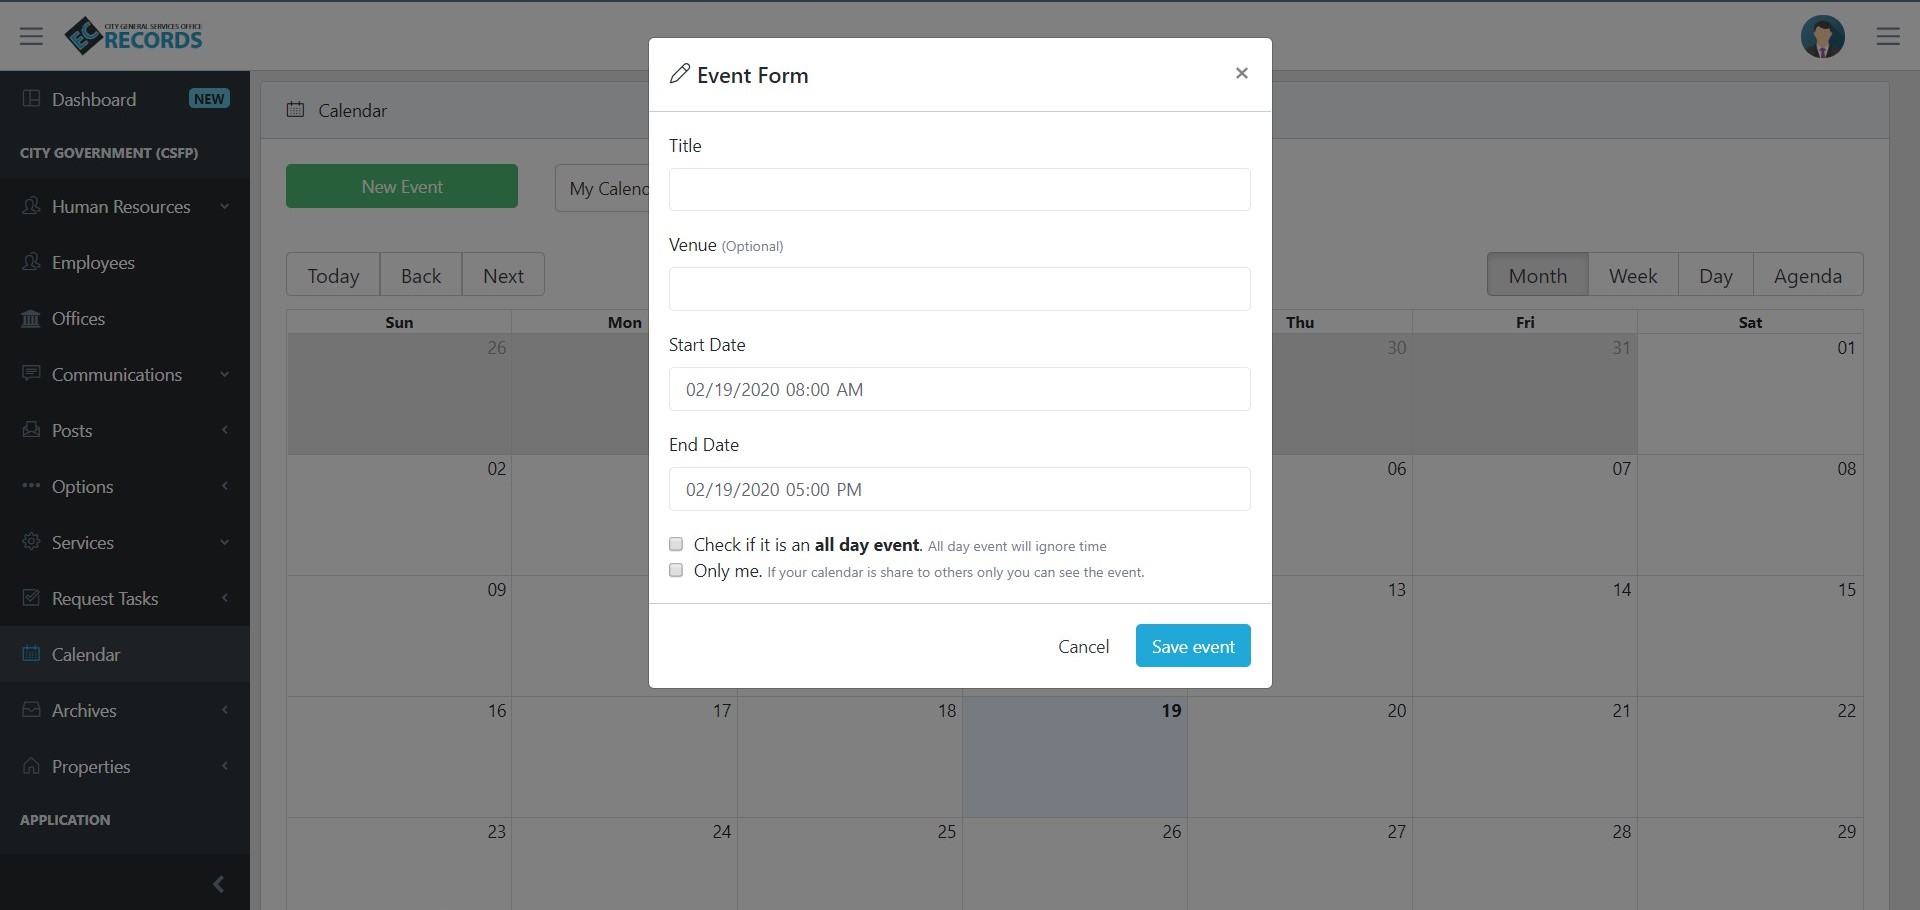 CITY GENERAL SERVICES OFFICE
EC RECORDS
Dashboard NEW
CITY GOVERNMENT (CSFP)
Human Resources
Employees
Offices
Communications
Posts
Options
Services
Request Tasks
Calendar
Archives
Properties
APPLICATION
Calendar
New Event My Calend
Today Back Next
Month Week Day Agenda
Sun Mon Thu Fri Sat
26 30 31 01
02 06 07 08
09 13 14 15
16 17 18 19 20 21 22
23 24 25 26 27 28 29
Event Form ×
Title
Venue (Optional)
Start Date
02/19/2020 08:00 AM
End Date
02/19/2020 05:00 PM
Check if it is an all day event. All day event will ignore time
Only me. If your calendar is share to others only you can see the event.
Cancel Save event